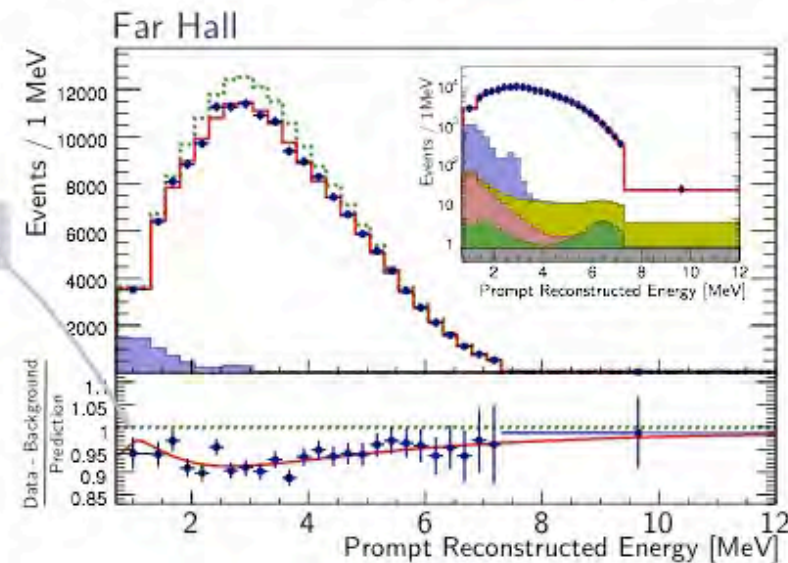 Far Hall
Events / 1 MeV
12000
10000
8000
6000
4000
2000
Events / 1MeV
10⁴
10³
10²
10
1
2 4 6 8 10 12
Prompt Reconstructed Energy [MeV]
Data - Background
Prediction
1.1
1.05
1
0.95
0.9
0.85
2 4 6 8 10 12
Prompt Reconstructed Energy [MeV]